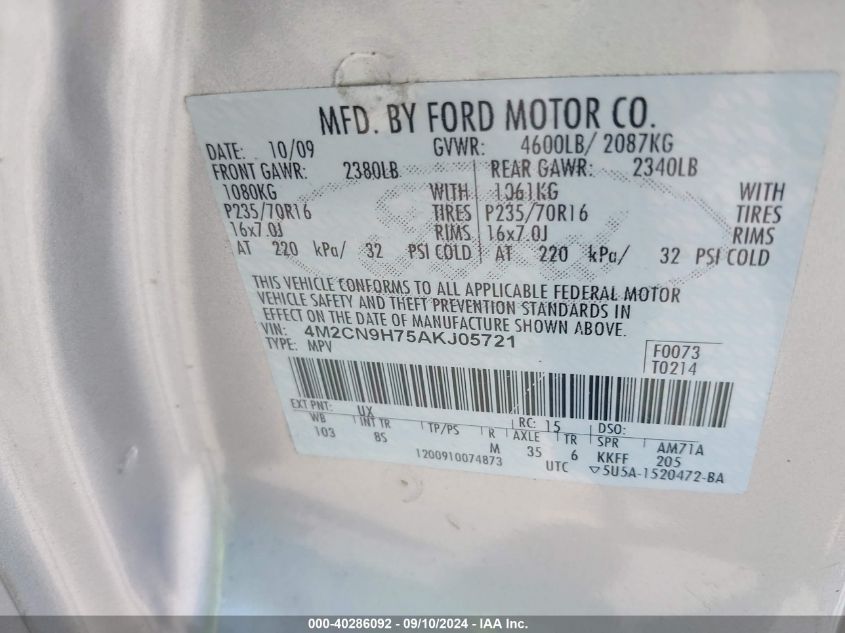 MFD. BY FORD MOTOR CO.
DATE: 10/09 GVWR: 4600LB/ 2087KG
FRONT GAWR: 2380LB REAR GAWR: 2340LB
1080KG WITH 1061KG WITH
P235/70R16 TIRES P235/70R16 TIRES
16x7.0J RIMS 16x7.0J RIMS
AT 220 kPa/ 32 PSI COLD AT 220 kPa/ 32 PSI COLD
THIS VEHICLE CONFORMS TO ALL APPLICABLE FEDERAL MOTOR
VEHICLE SAFETY AND THEFT PREVENTION STANDARDS IN
EFFECT ON THE DATE OF MANUFACTURE SHOWN ABOVE.
VIN: 4M2CN9H75AKJ05721
TYPE: MPV
F0073
T0214
EXT PNT: UX RC: 15 DSO:
WB INT TR TP/PS R AXLE TR SPR AM71A
103 8S M 35 6 KKFF 205
1200910074873 UTC ▽5U5A-1520472-BA
000-40286092 - 09/10/2024 - IAA Inc.